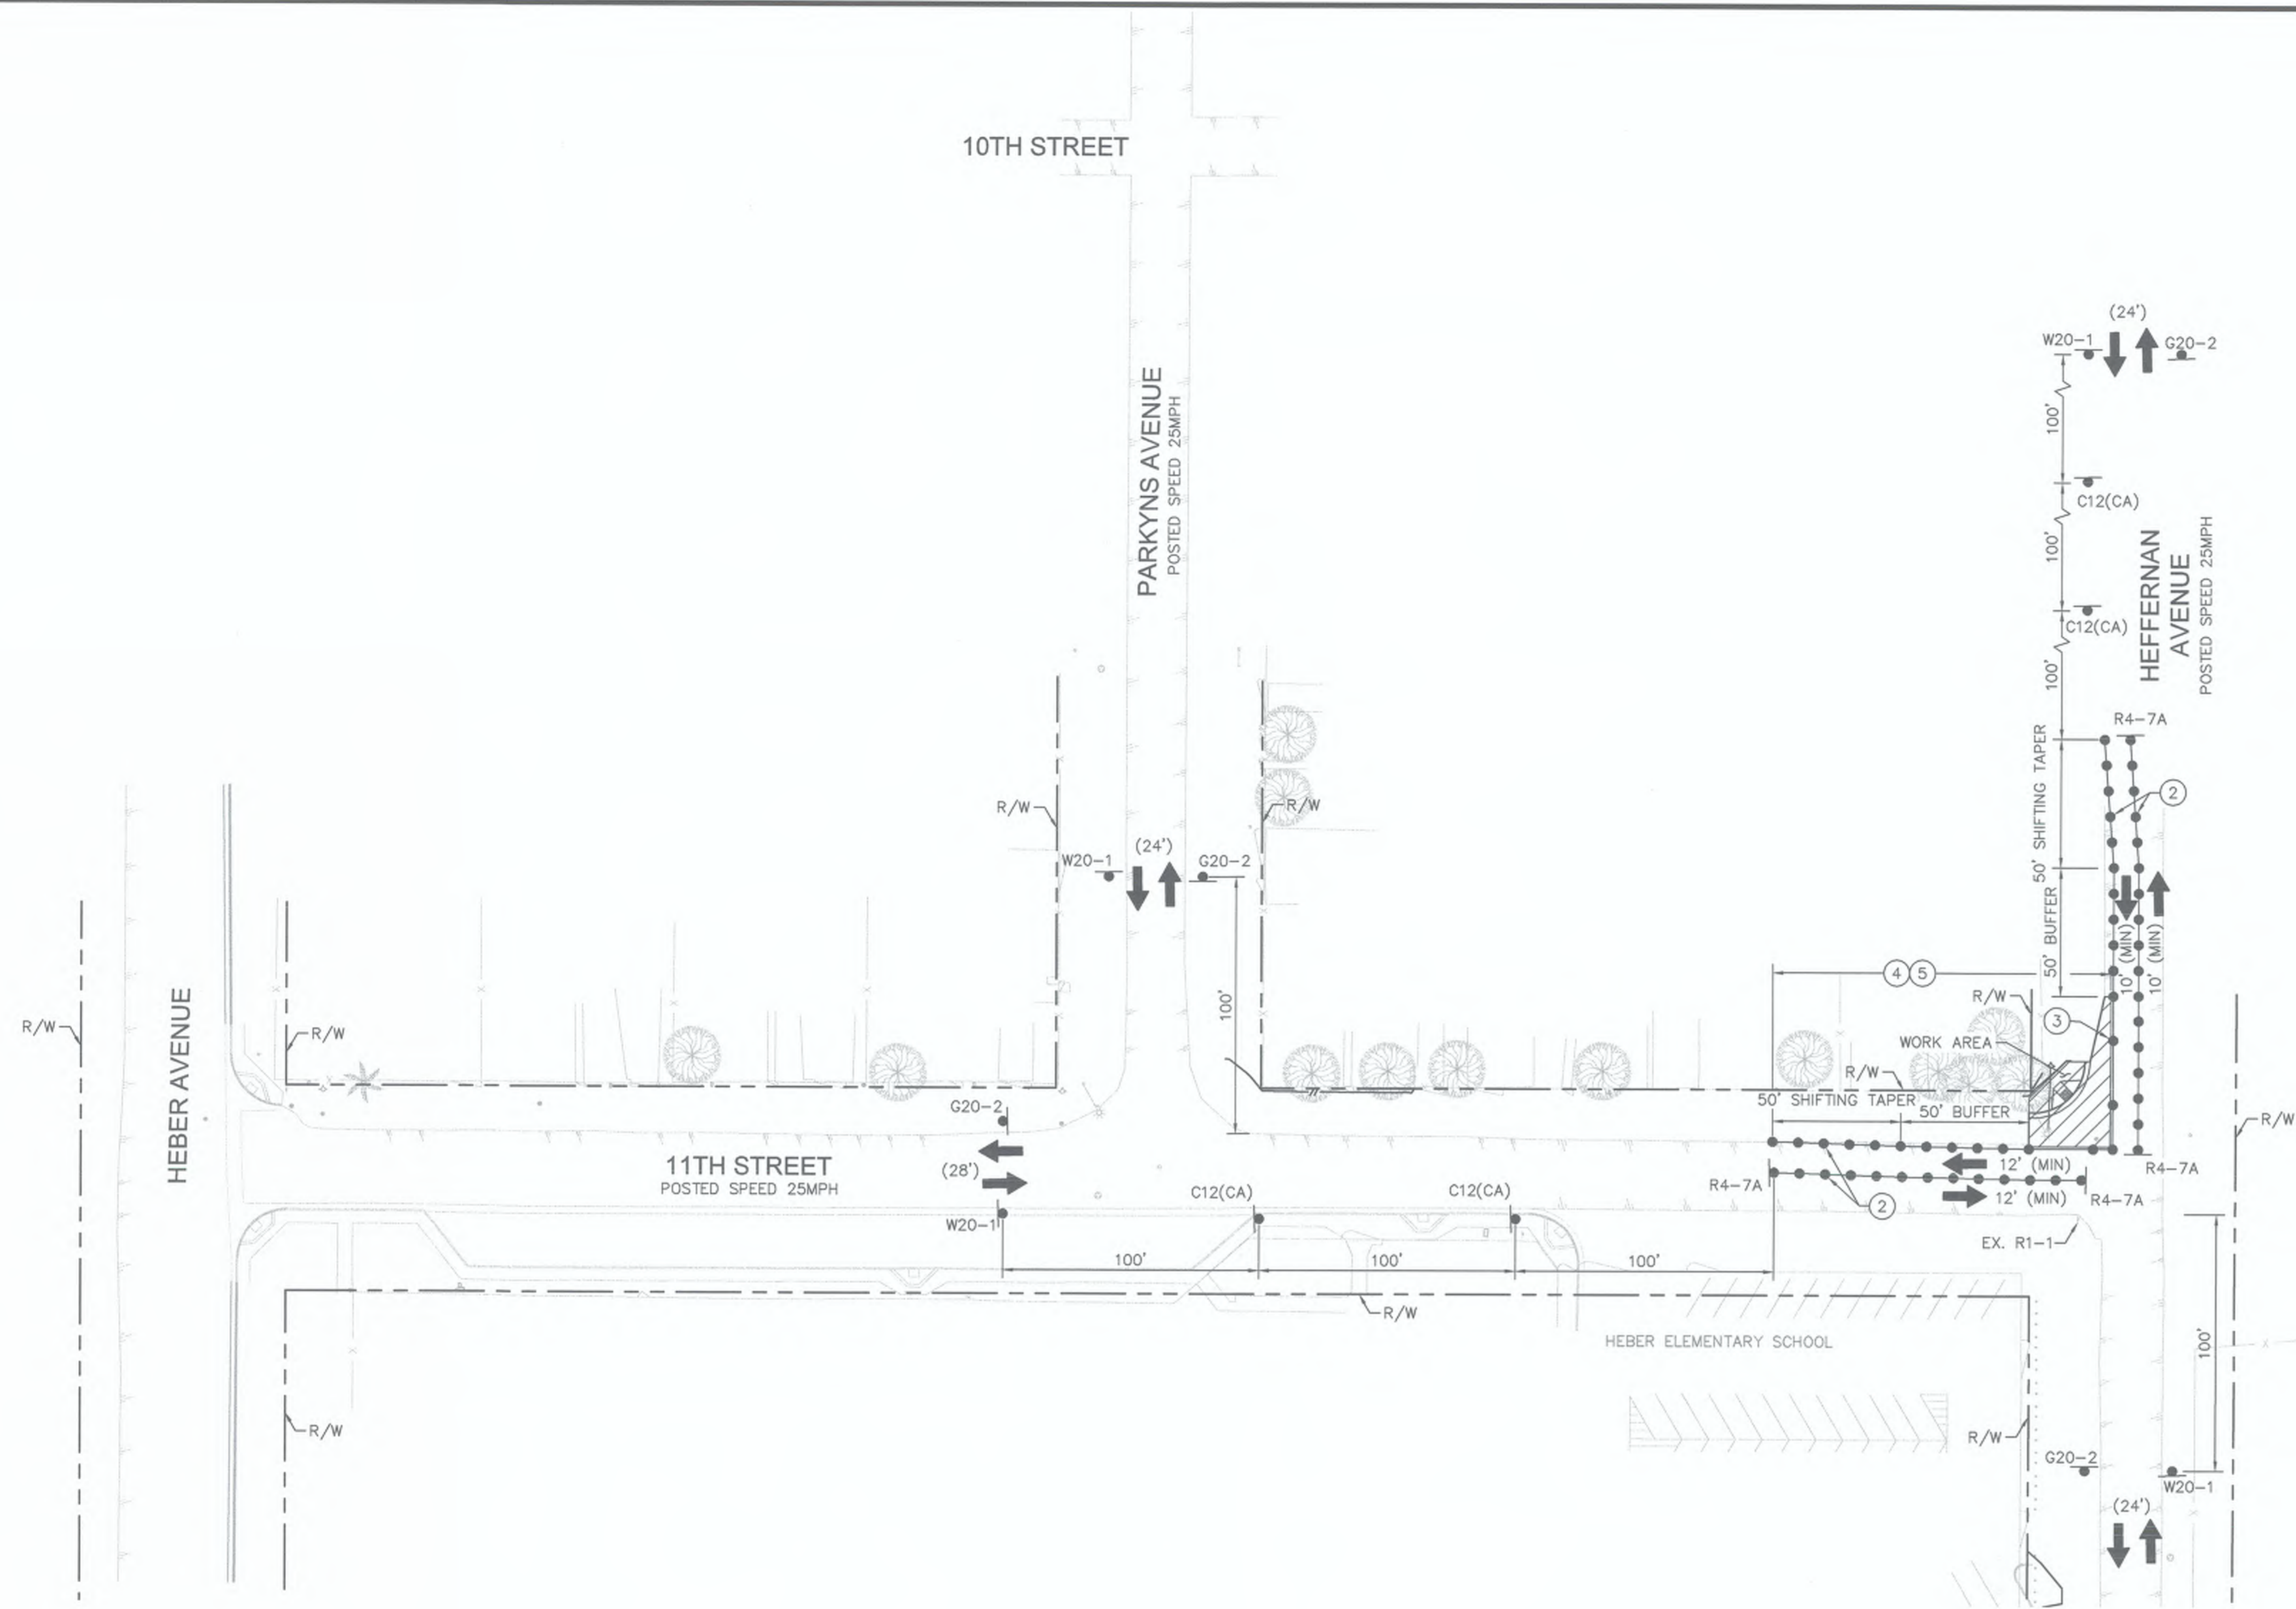 10TH STREET
(24')
W20-1
G20-2
100'
C12(CA)
100'
C12(CA)
100'
HEFFERNAN
AVENUE
POSTED SPEED 25MPH
PARKYNS AVENUE
POSTED SPEED 25MPH
R4-7A
50' SHIFTING TAPER
2
50' BUFFER
10' (MIN)
10' (MIN)
R/W
R/W
W20-1
(24')
G20-2
100'
4 5
R/W
3
WORK AREA
R/W
50' SHIFTING TAPER
50' BUFFER
R/W
HEBER AVENUE
R/W
R/W
G20-2
11TH STREET
POSTED SPEED 25MPH
(28')
W20-1
C12(CA)
C12(CA)
R4-7A
12' (MIN)
12' (MIN)
R4-7A
R4-7A
2
EX. R1-1
100'
100'
100'
R/W
HEBER ELEMENTARY SCHOOL
100'
R/W
R/W
G20-2
W20-1
(24')